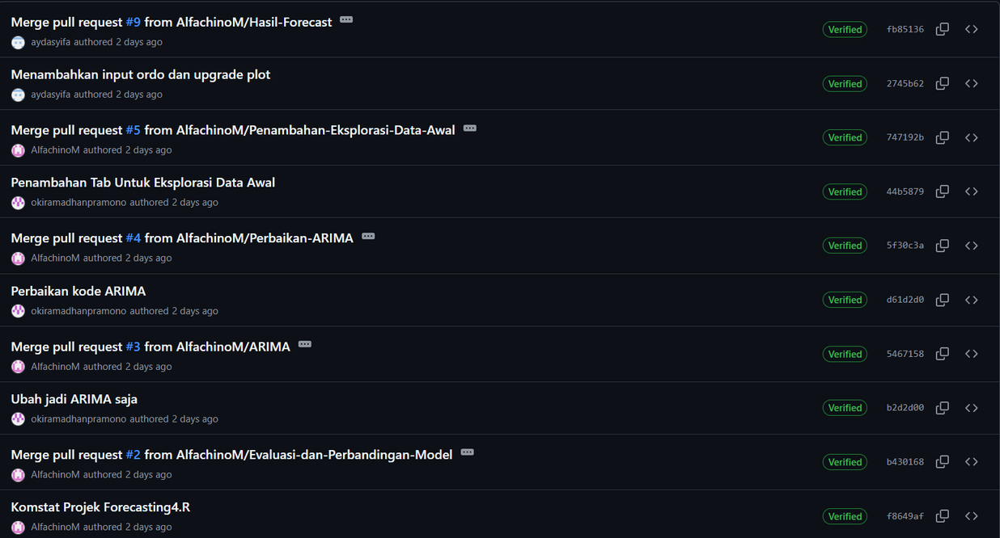 Merge pull request #9 from AlfachinoM/Hasil-Forecast
aydasyifa authored 2 days ago
Verified
fb85136
Menambahkan input ordo dan upgrade plot
aydasyifa authored 2 days ago
Verified
2745b62
Merge pull request #5 from AlfachinoM/Penambahan-Eksplorasi-Data-Awal
AlfachinoM authored 2 days ago
Verified
747192b
Penambahan Tab Untuk Eksplorasi Data Awal
okiramadhanpramono authored 2 days ago
Verified
44b5879
Merge pull request #4 from AlfachinoM/Perbaikan-ARIMA
AlfachinoM authored 2 days ago
Verified
5f30c3a
Perbaikan kode ARIMA
okiramadhanpramono authored 2 days ago
Verified
d61d2d0
Merge pull request #3 from AlfachinoM/ARIMA
AlfachinoM authored 2 days ago
Verified
5467158
Ubah jadi ARIMA saja
okiramadhanpramono authored 2 days ago
Verified
b2d2d00
Merge pull request #2 from AlfachinoM/Evaluasi-dan-Perbandingan-Model
AlfachinoM authored 2 days ago
Verified
b430168
Komstat Projek Forecasting4.R
AlfachinoM authored 2 days ago
Verified
f8649af